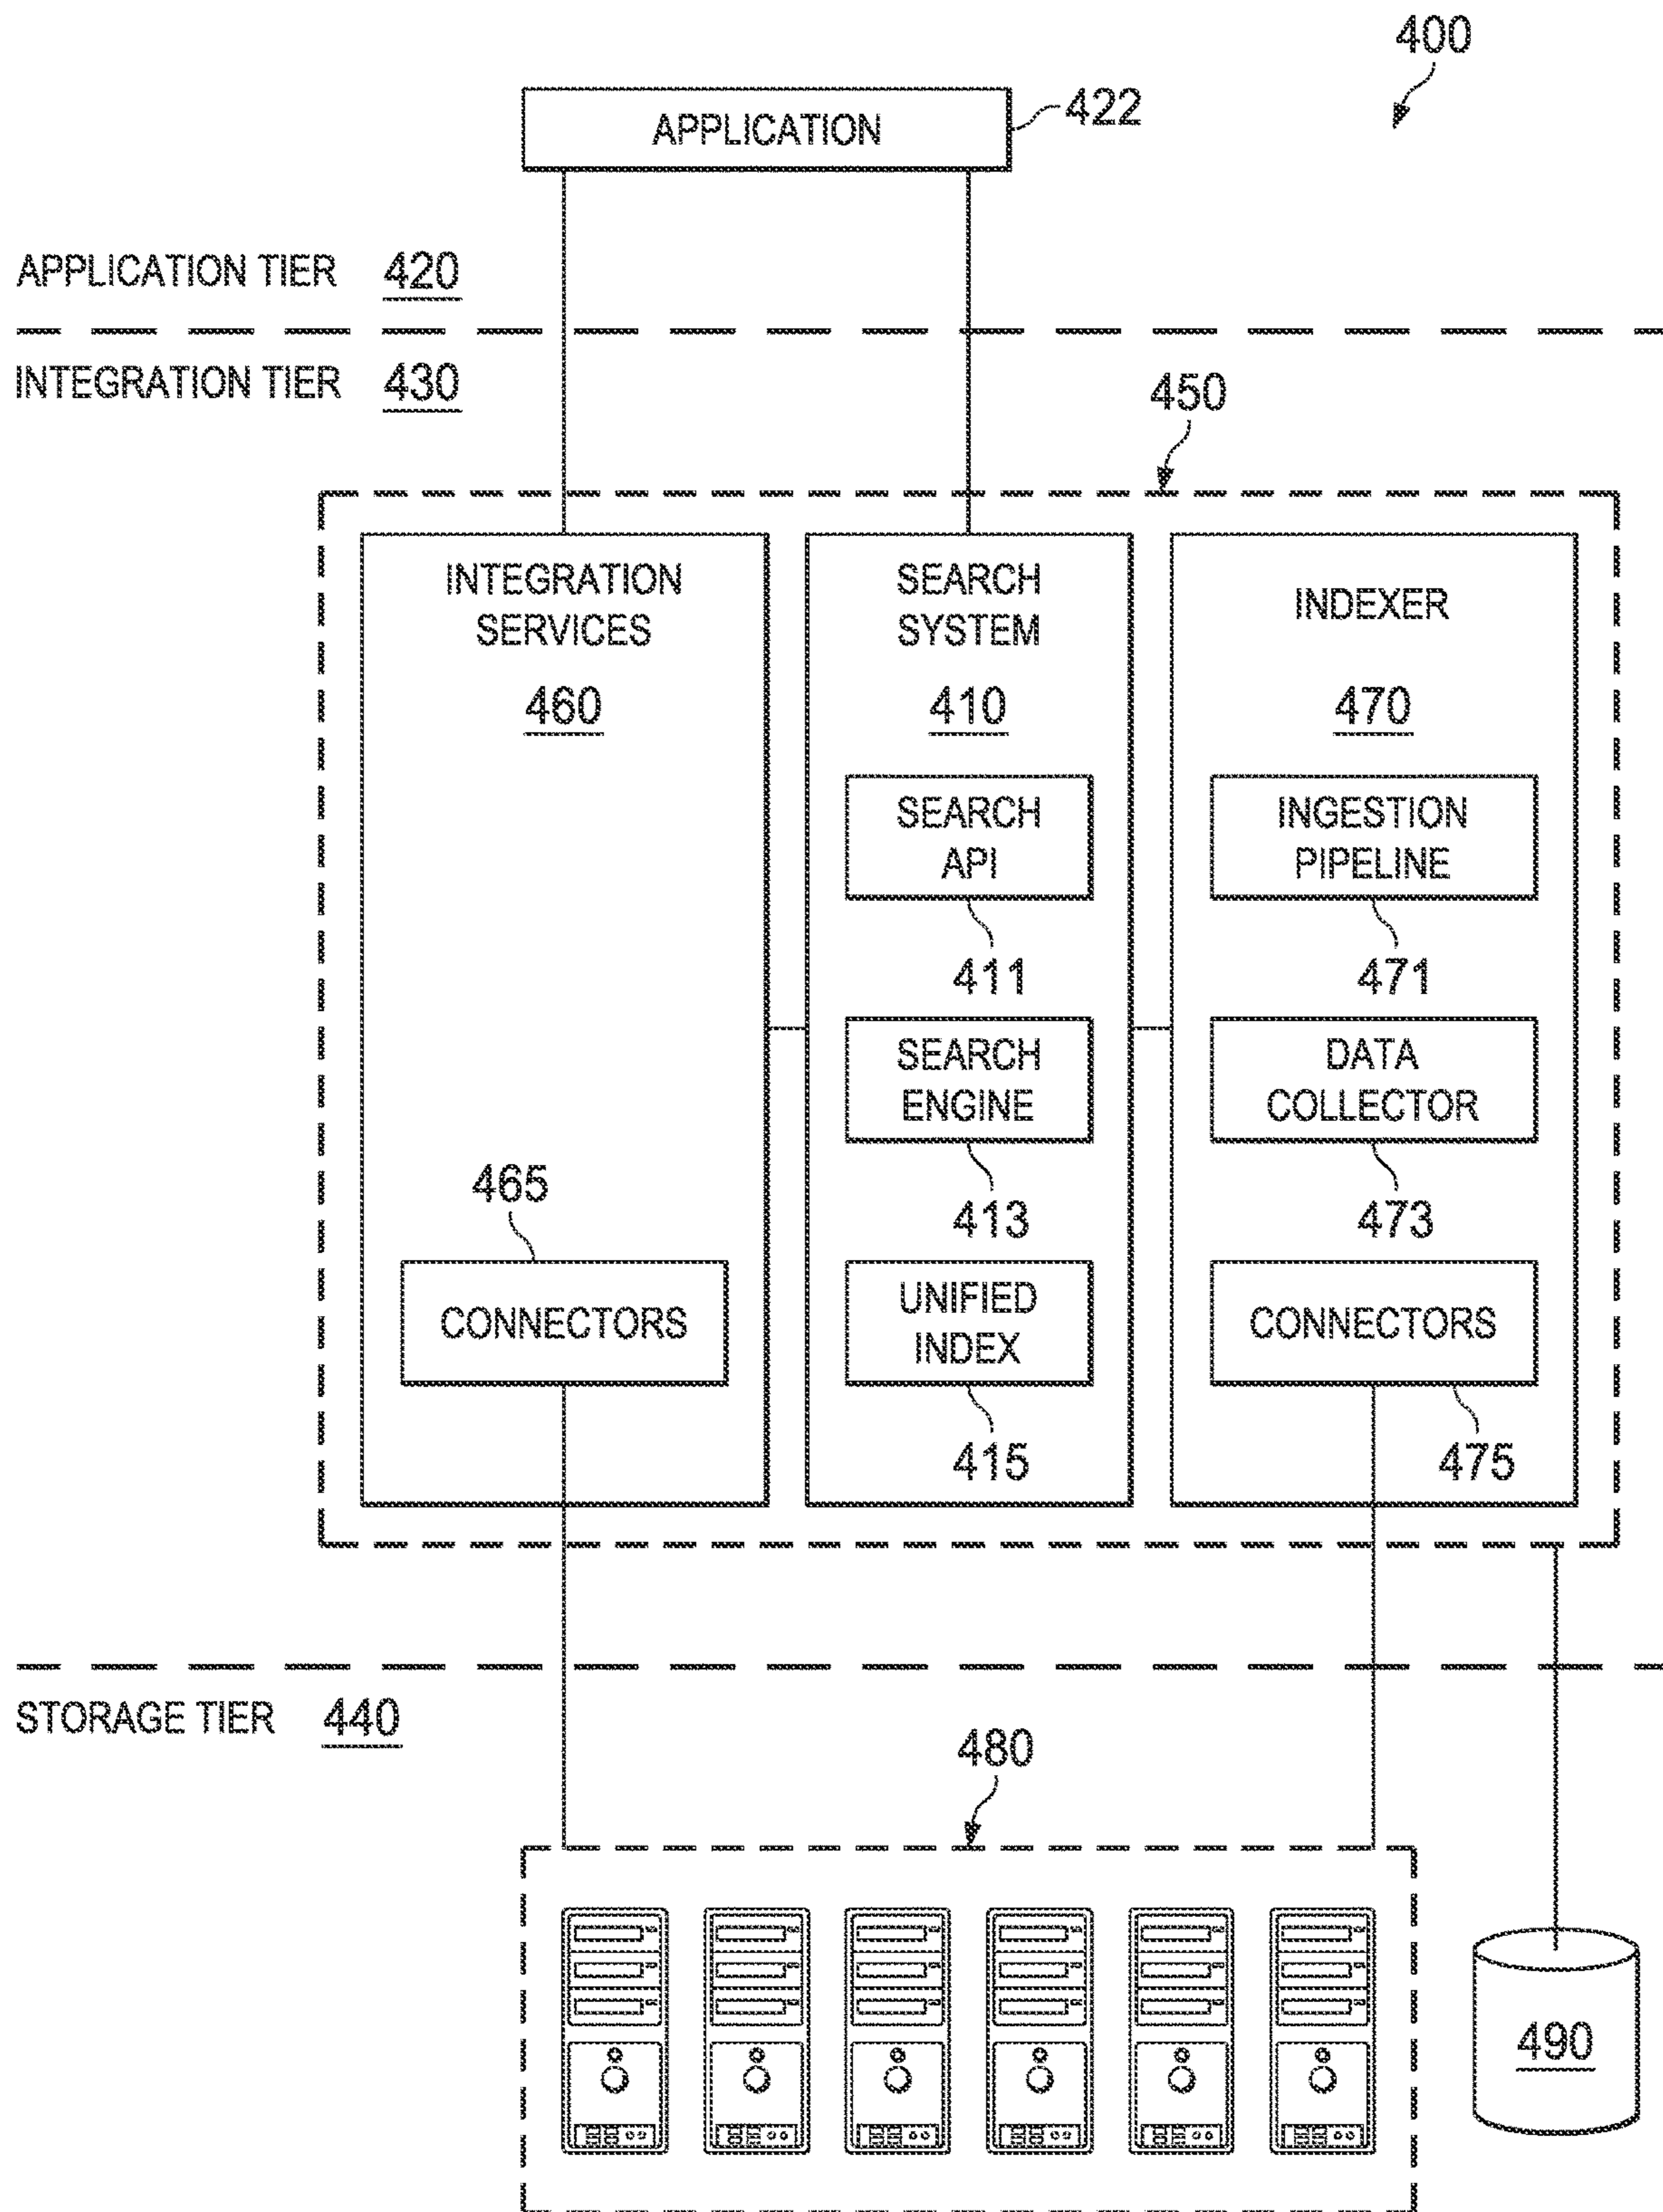 400
APPLICATION
422
APPLICATION TIER 420
INTEGRATION TIER 430
450
INTEGRATION
SERVICES
460
465
CONNECTORS
SEARCH
SYSTEM
410
SEARCH
API
411
SEARCH
ENGINE
413
UNIFIED
INDEX
415
INDEXER
470
INGESTION
PIPELINE
471
DATA
COLLECTOR
473
CONNECTORS
475
STORAGE TIER 440
480
490